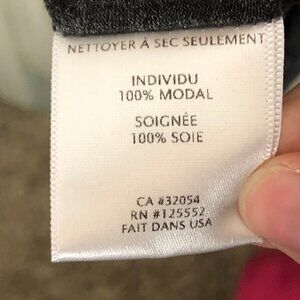 NETTOYER À SEC SEULEMENT
INDIVIDU
100% MODAL
SOIGNÉE
100% SOIE
CA #32054
RN #125552
FAIT DANS USA